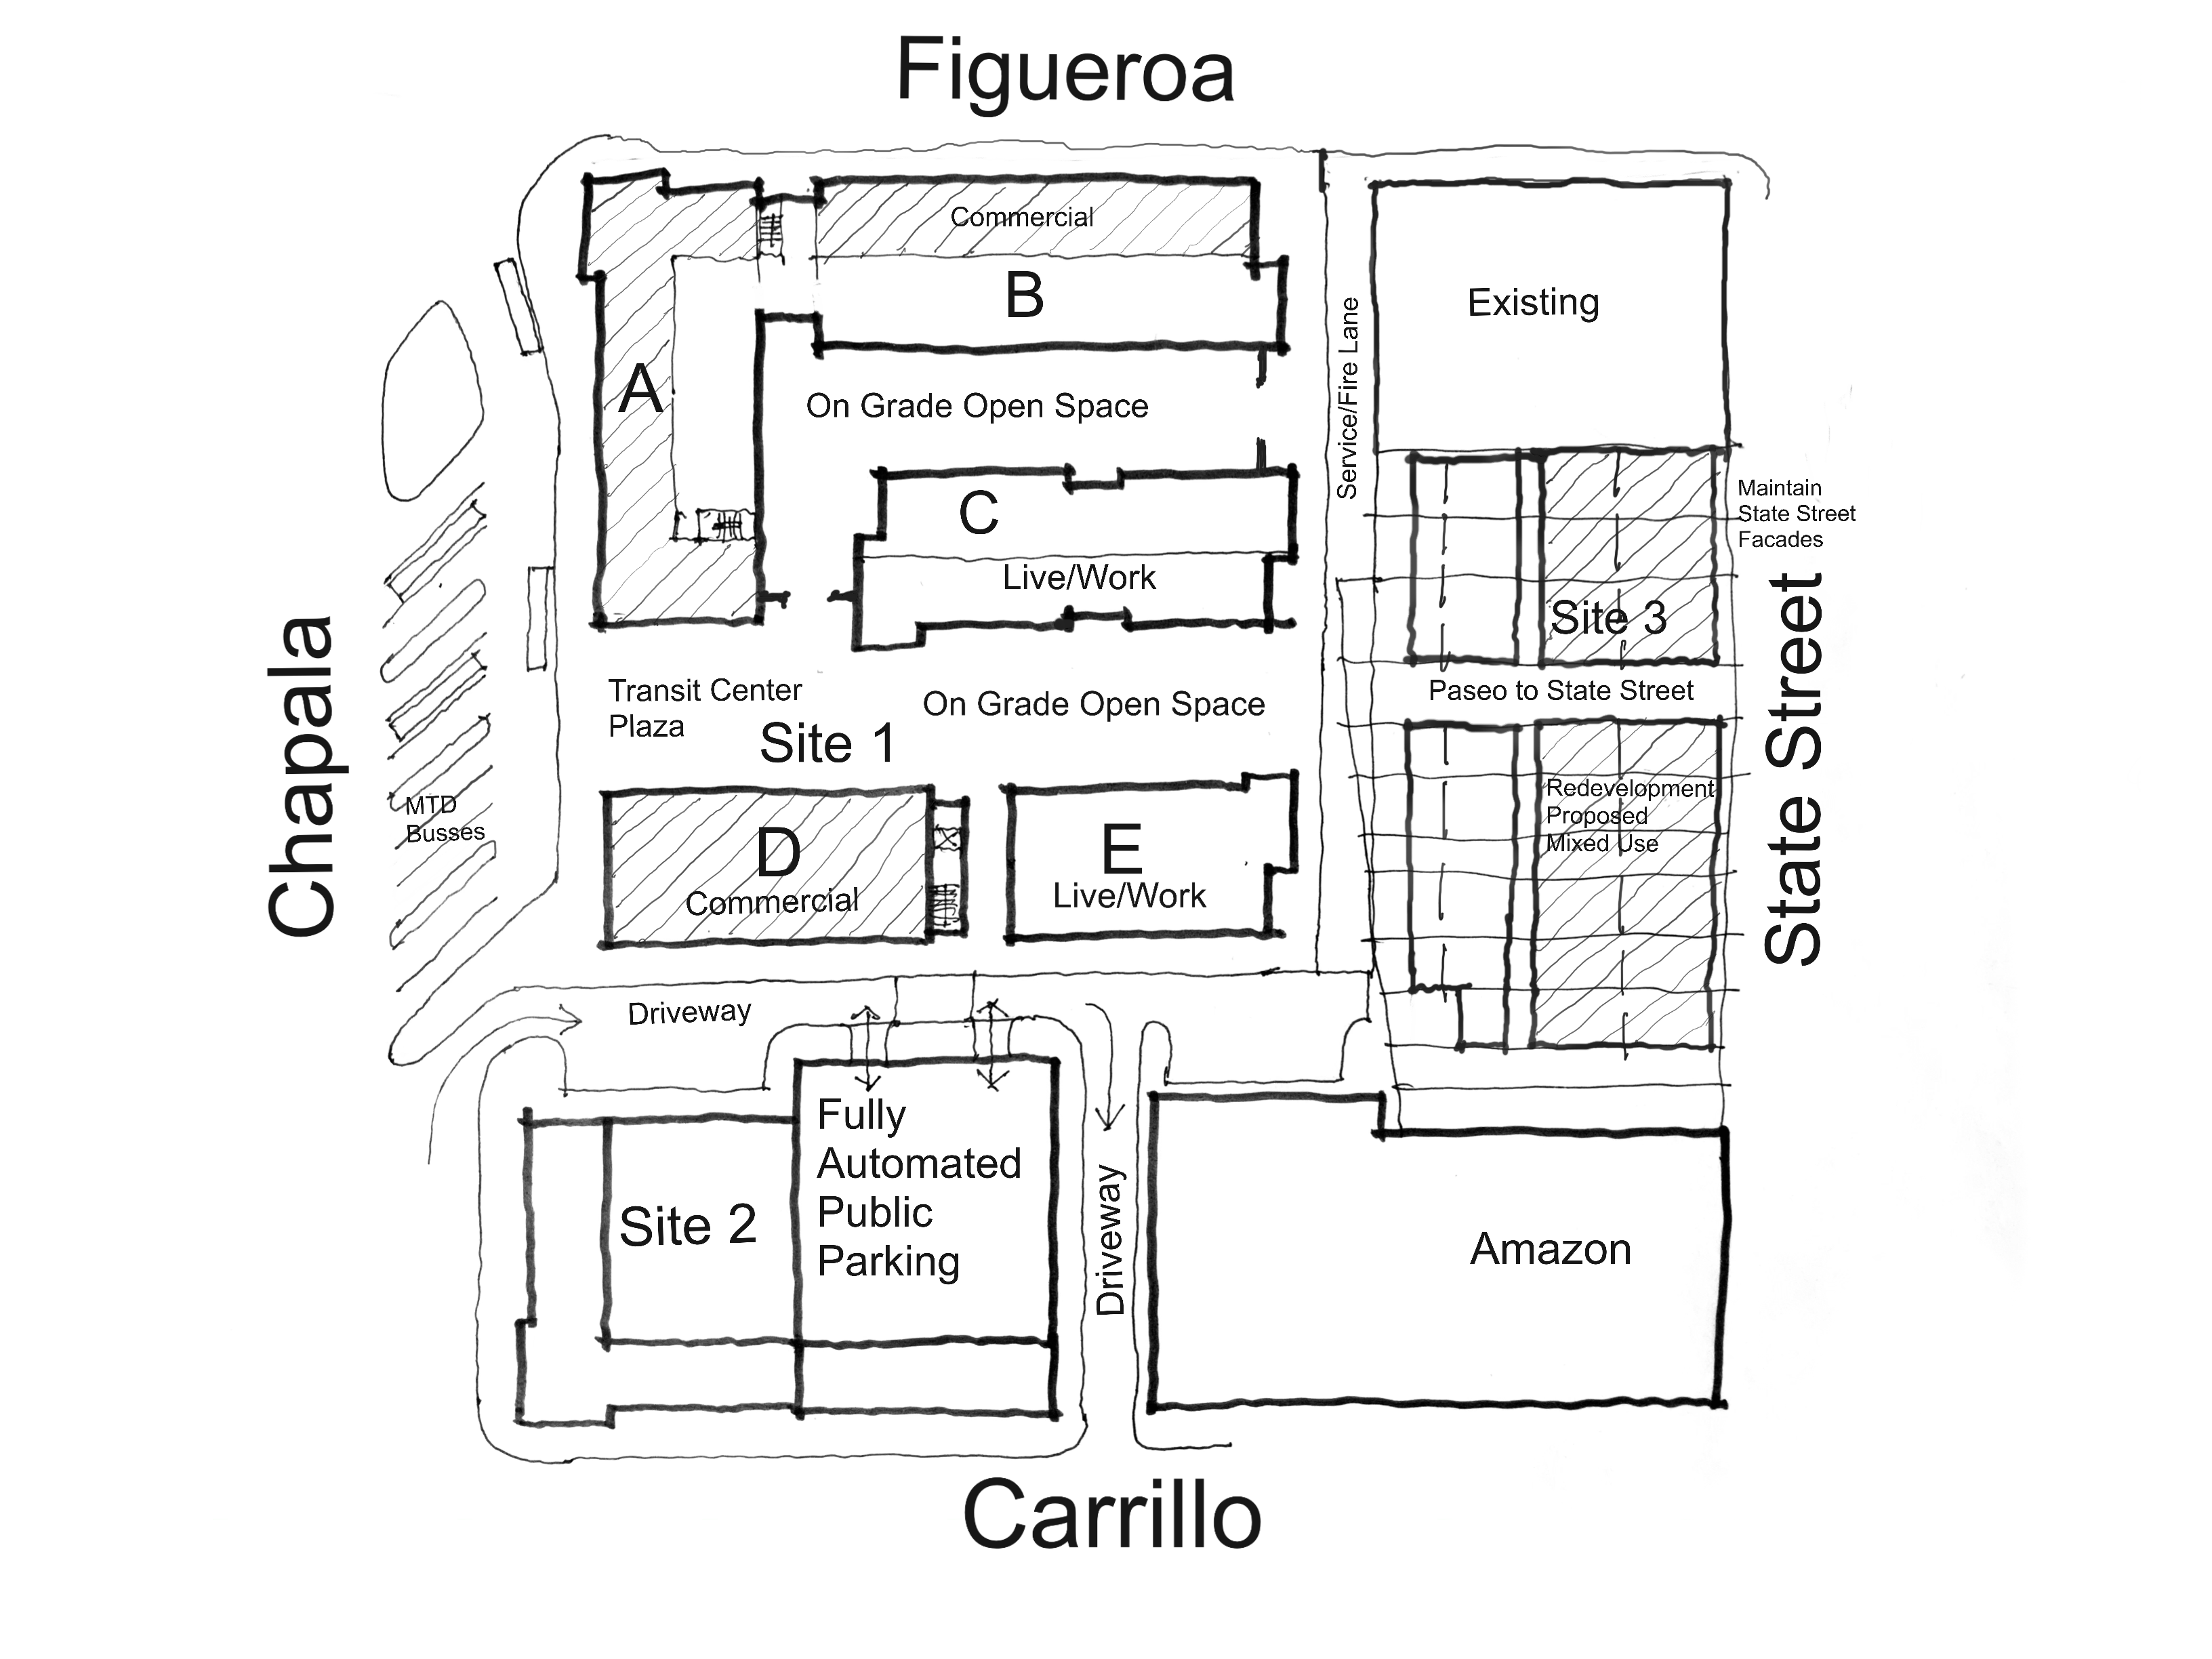 Figueroa
Commercial
B
Existing
Service/Fire Lane
A
On Grade Open Space
C
Maintain
State Street
Facades
Live/Work
Site 3
Chapala
Transit Center
Plaza
On Grade Open Space
Paseo to State Street
Site 1
State Street
MTD
Busses
D
Commercial
E
Live/Work
Redevelopment
Proposed
Mixed Use
Driveway
Fully
Automated
Public
Parking
Site 2
Driveway
Amazon
Carrillo